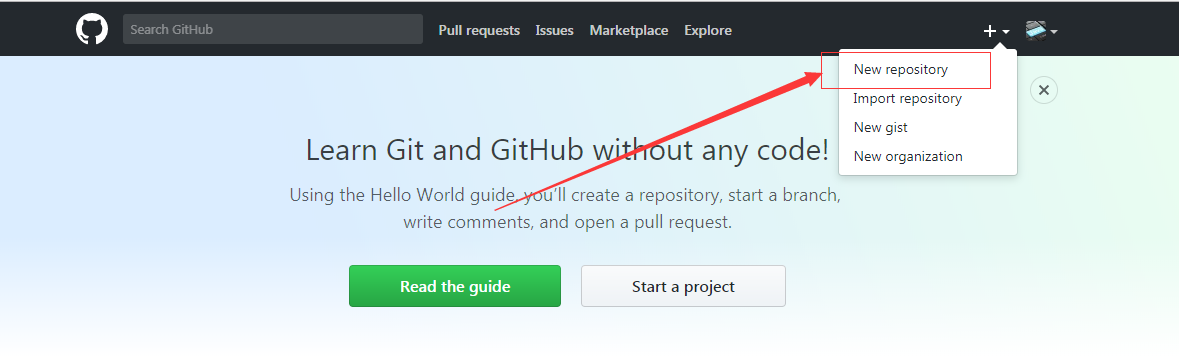 Search GitHub
Pull requests
Issues
Marketplace
Explore
New repository
Import repository
New gist
New organization
Learn Git and GitHub without any code!
Using the Hello World guide, you'll create a repository, start a branch,
write comments, and open a pull request.
Read the guide
Start a project